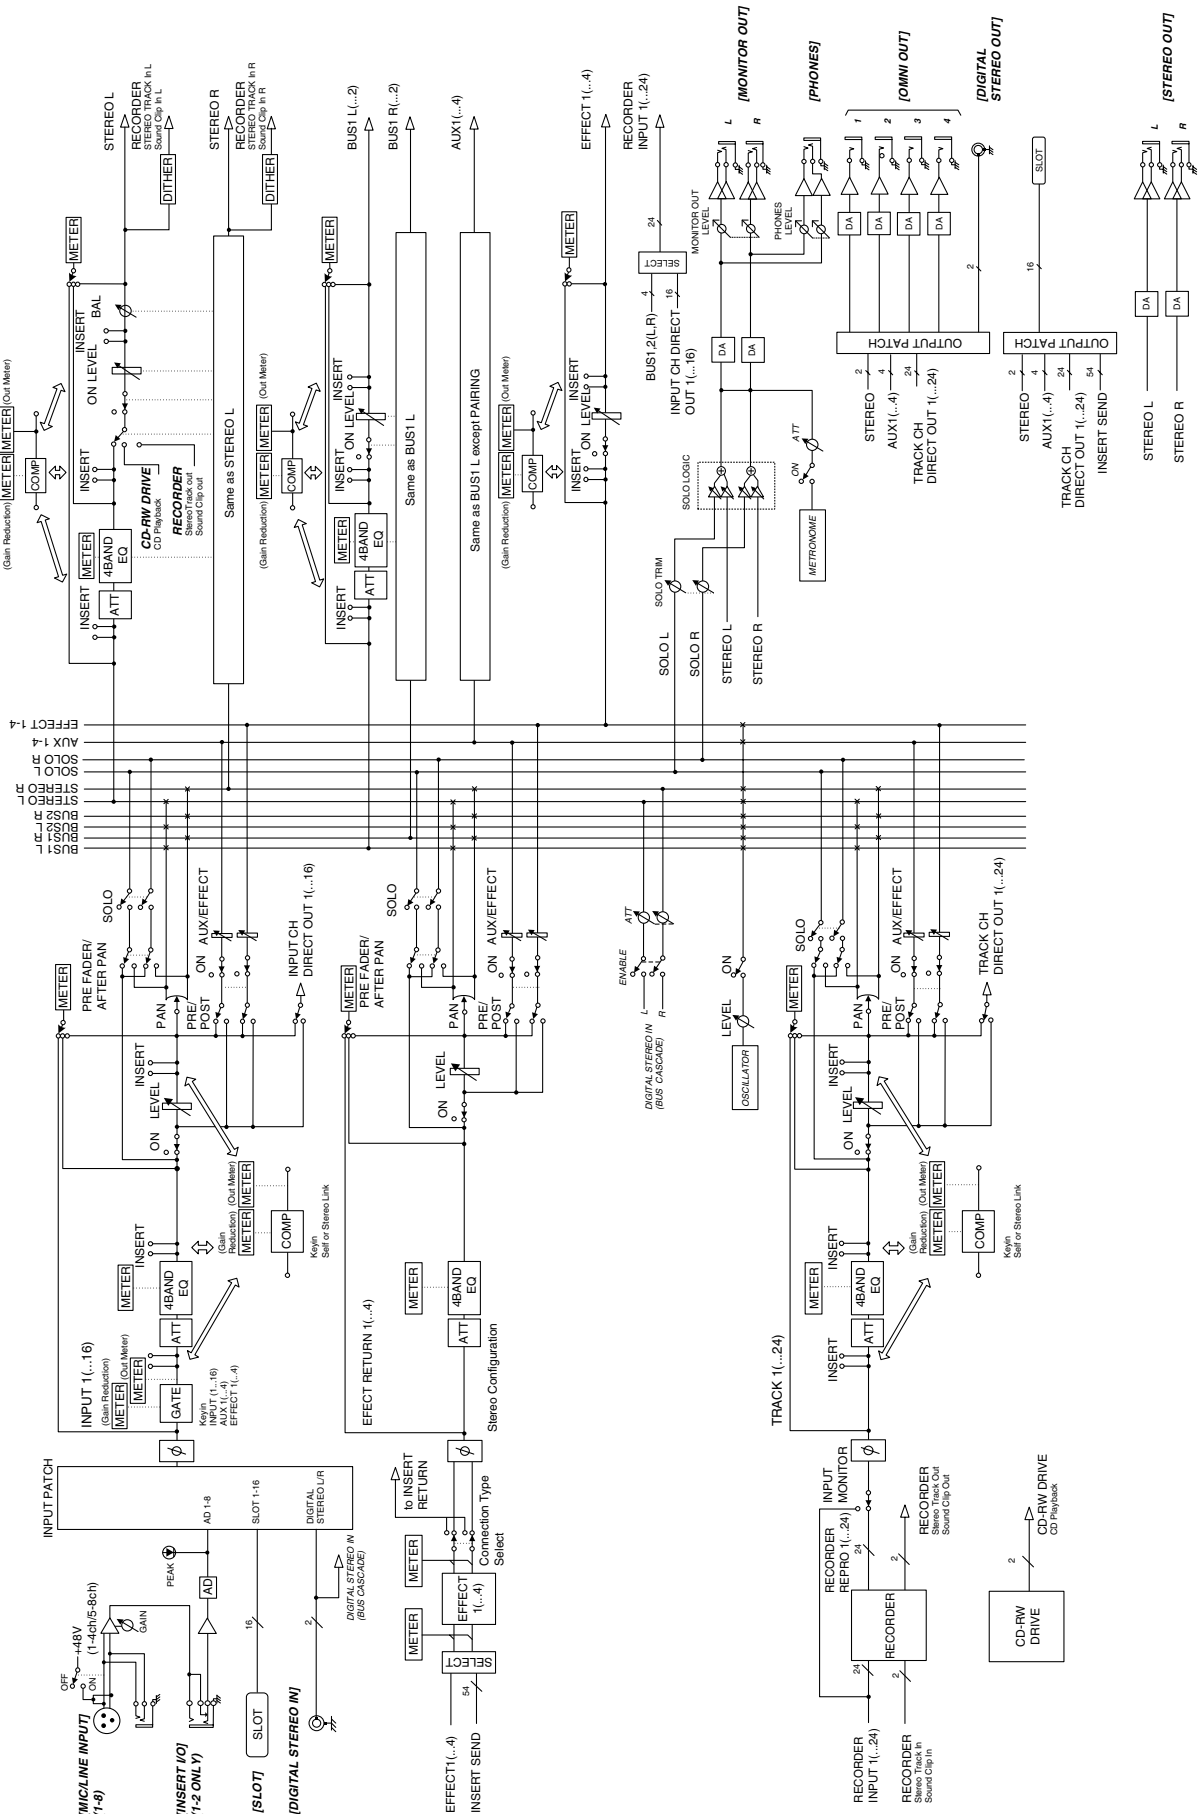 [MIC/LINE INPUT]
(1-8)
OFF
ON
+48V
(1-4ch/5-8ch)
GAIN
PEAK
[INSERT I/O]
(1-2 ONLY)
AD
[SLOT]
SLOT
16
[DIGITAL STEREO IN]
2
DIGITAL STEREO IN
(BUS CASCADE)
INPUT PATCH
AD 1-8
SLOT 1-16
DIGITAL
STEREO L/R
ϕ
INPUT 1(...16)
(Gain Reduction)
METER
(Out Meter)
METER
GATE
Keyin
INPUT (1...16)
AUX 1(...4)
EFFECT 1(...4)
INSERT
ATT
METER
4BAND
EQ
INSERT
(Gain
Reduction)
METER
(Out Meter)
METER
COMP
Keyin
Self or Stereo Link
ON
LEVEL
INSERT
METER
PRE FADER/
AFTER PAN
PAN
PRE/
POST
SOLO
ON
AUX/EFFECT
INPUT CH
DIRECT OUT 1(...16)
EFFECT1(...4)
INSERT SEND
54
SELECT
METER
EFFECT
1(...4)
METER
Connection Type
Select
to INSERT
RETURN
ϕ
EFECT RETURN 1(...4)
Stereo Configuration
ATT
METER
4BAND
EQ
ON
LEVEL
METER
PRE FADER/
AFTER PAN
PAN
PRE/
POST
SOLO
ON
AUX/EFFECT
DIGITAL STEREO IN
(BUS CASCADE)
L
R
ENABLE
ATT
OSCILLATOR
LEVEL
ON
RECORDER
INPUT 1(...24)
RECORDER
Stereo Track In
Sound Clip In
24
2
RECORDER
RECORDER
REPRO 1(...24)
24
2
RECORDER
Stereo Track Out
Sound Clip Out
INPUT
MONITOR
ϕ
CD-RW
DRIVE
2
CD-RW DRIVE
CD Playback
TRACK 1(...24)
INSERT
ATT
METER
4BAND
EQ
INSERT
(Gain
Reduction)
METER
(Out Meter)
METER
COMP
Keyin
Self or Stereo Link
ON
LEVEL
INSERT
METER
PAN
PRE/
POST
SOLO
ON
AUX/EFFECT
TRACK CH
DIRECT OUT 1(...24)
BUS1 L
BUS1 R
BUS2 L
BUS2 R
STEREO L
STEREO R
SOLO L
SOLO R
AUX 1-4
EFFECT 1-4
INSERT
ATT
METER
4BAND
EQ
INSERT
(Gain Reduction)
METER
METER
(Out Meter)
COMP
CD-RW DRIVE
CD Playback
RECORDER
StereoTrack out
Sound Clip out
ON
LEVEL
INSERT
BAL
METER
STEREO L
RECORDER
STEREO TRACK In L
Sound Clip In L
DITHER
Same as STEREO L
STEREO R
RECORDER
STEREO TRACK In R
Sound Clip In R
DITHER
(Gain Reduction)
METER
METER
(Out Meter)
COMP
INSERT
ATT
METER
4BAND
EQ
INSERT
ON
LEVEL
INSERT
METER
BUS1 L(...2)
Same as BUS1 L
BUS1 R(...2)
Same as BUS1 L except PAIRING
AUX1(...4)
(Gain Reduction)
METER
METER
(Out Meter)
COMP
INSERT
ON
LEVEL
INSERT
METER
EFFECT 1(...4)
BUS1,2(L,R)
4
INPUT CH DIRECT
OUT 1(...16)
16
SELECT
24
RECORDER
INPUT 1(...24)
SOLO L
SOLO R
SOLO TRIM
STEREO L
STEREO R
SOLO LOGIC
METRONOME
ON
ATT
DA
DA
MONITOR OUT
LEVEL
PHONES
LEVEL
L
R
[MONITOR OUT]
[PHONES]
STEREO
2
AUX1(...4)
4
TRACK CH
DIRECT OUT 1(...24)
24
OUTPUT PATCH
DA
DA
DA
DA
1
2
3
4
[OMNI OUT]
2
[DIGITAL
STEREO OUT]
STEREO
2
AUX1(...4)
4
TRACK CH
DIRECT OUT 1(...24)
24
INSERT SEND
54
OUTPUT PATCH
16
SLOT
STEREO L
STEREO R
DA
DA
L
R
[STEREO OUT]